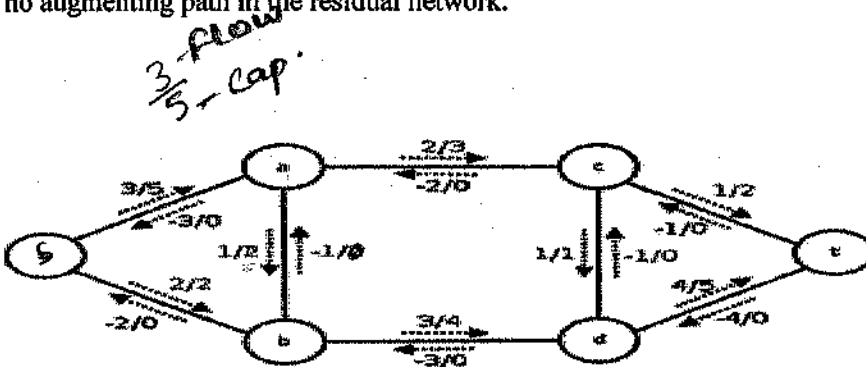 no augmenting path in the residual network.
3 - flow
5 - cap.
a
2/3
-2/0
c
3/5
-3/0
1/2
-1/0
1/2
-1/0
1/1
-1/0
s
t
2/2
-2/0
4/5
-4/0
b
3/4
-3/0
d